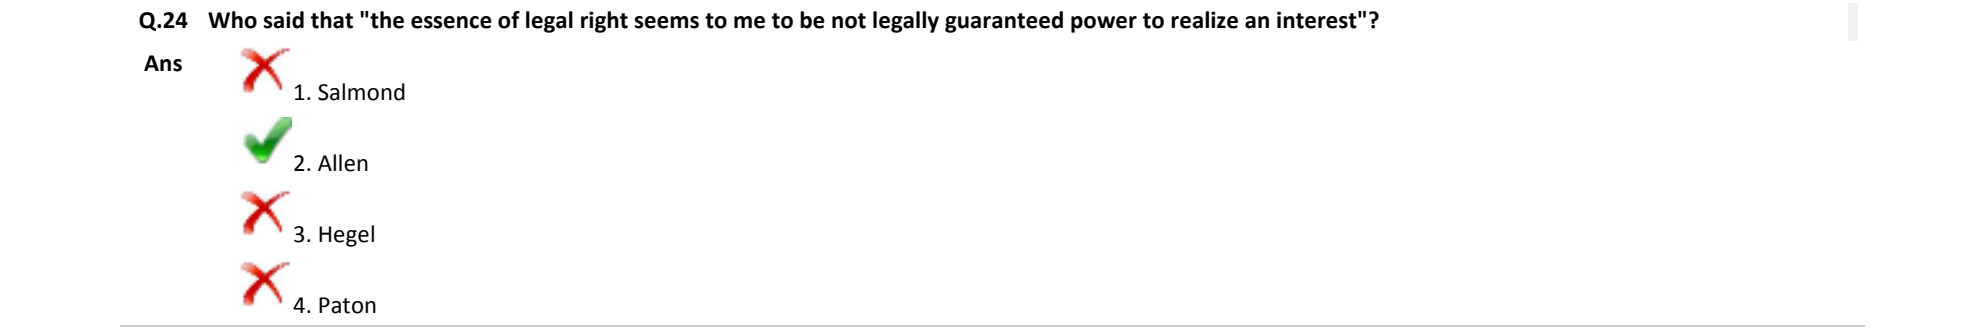 Q.24 Who said that "the essence of legal right seems to me to be not legally guaranteed power to realize an interest"?
Ans
1. Salmond
2. Allen
3. Hegel
4. Paton